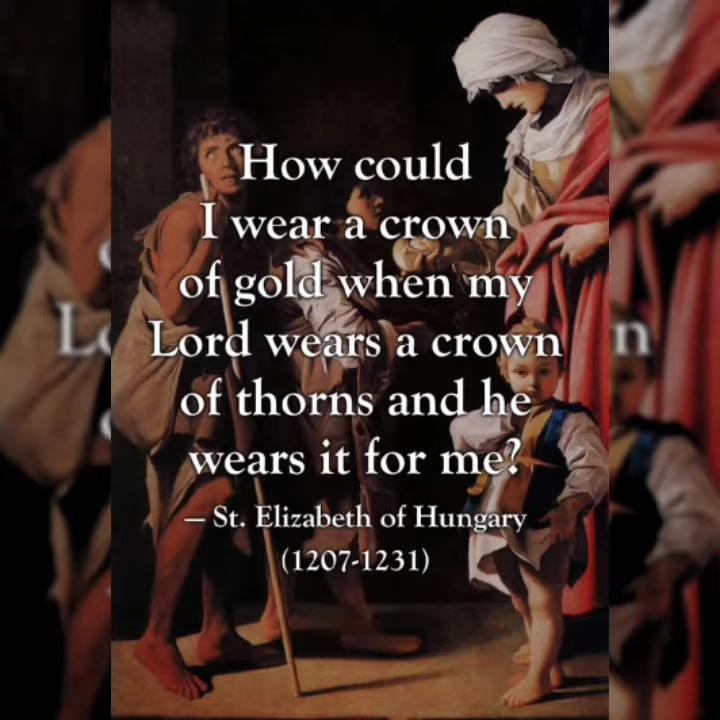 How could
I wear a crown
of gold when my
Lord wears a crown
of thorns and he
wears it for me?
– St. Elizabeth of Hungary
(1207-1231)